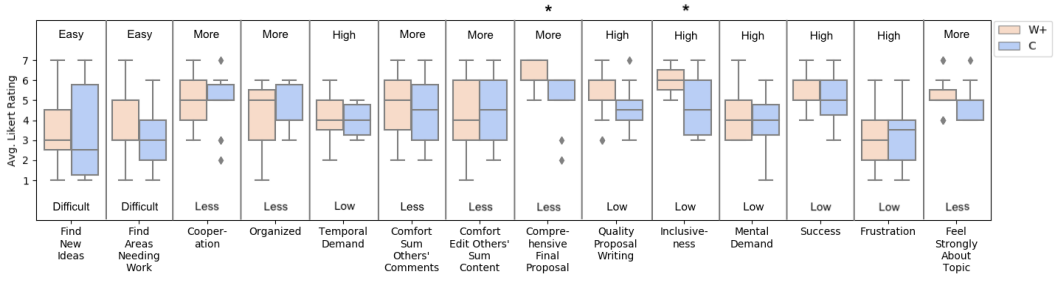 * *
Easy Easy More More High More More More High High High High High More
W+
C
Avg. Likert Rating
7
6
5
4
3
2
1
Difficult Difficult Less Less Low Less Less Less Low Low Low Low Low Less
Find
New
Ideas
Find
Areas
Needing
Work
Cooper-
ation
Organized
Temporal
Demand
Comfort
Sum
Others'
Comments
Comfort
Edit Others'
Sum
Content
Compre-
hensive
Final
Proposal
Quality
Proposal
Writing
Inclusive-
ness
Mental
Demand
Success
Frustration
Feel
Strongly
About
Topic